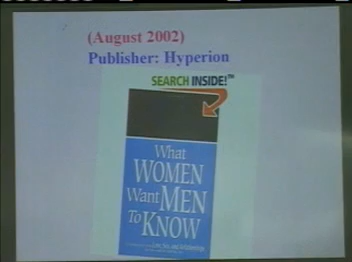 (August 2002)
Publisher: Hyperion
SEARCH INSIDE!™
What
WOMEN
Want MEN
To KNOW